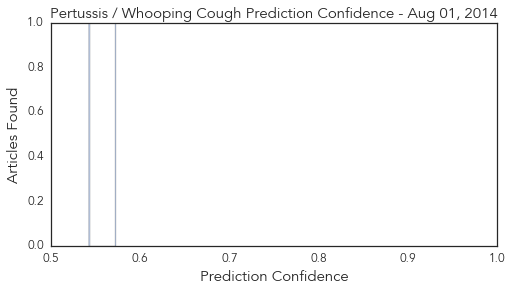 Pertussis / Whooping Cough Prediction Confidence - Aug 01, 2014
1.0
0.8
0.6
0.4
0.2
0.0
Articles Found
0.5 0.6 0.7 0.8 0.9 1.0
Prediction Confidence